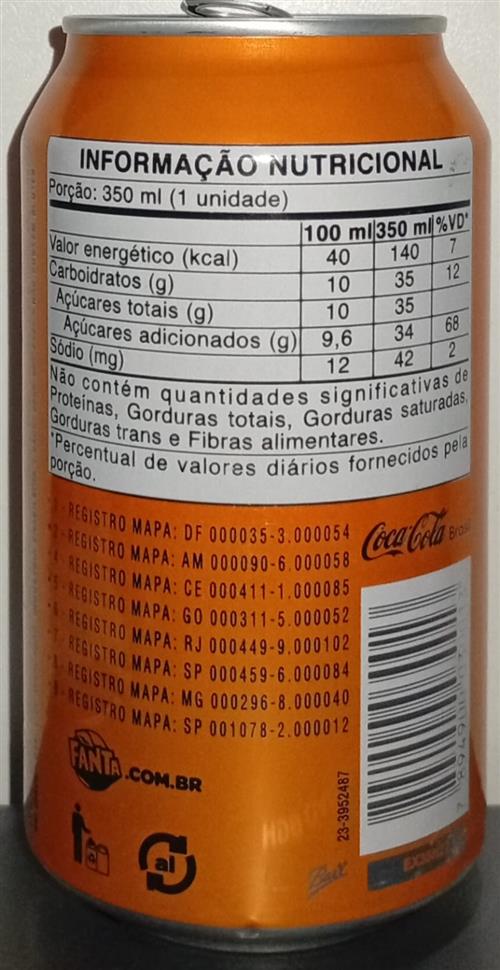 INFORMAÇÃO NUTRICIONAL
Porção: 350 ml (1 unidade)
100 ml 350 ml %VD*
Valor energético (kcal) 40 140 7
Carboidratos (g) 10 35 12
Açúcares totais (g) 10 35
Açúcares adicionados (g) 9,6 34 68
Sódio (mg) 12 42 2
Não contém quantidades significativas de
Proteínas, Gorduras totais, Gorduras saturadas,
Gorduras trans e Fibras alimentares.
*Percentual de valores diários fornecidos pela
porção.
- REGISTRO MAPA: DF 000035-3.000054
- REGISTRO MAPA: AM 000090-6.000058
- REGISTRO MAPA: CE 000411-1.000085
- REGISTRO MAPA: GO 000311-5.000052
- REGISTRO MAPA: RJ 000449-9.000102
- REGISTRO MAPA: SP 000459-6.000084
- REGISTRO MAPA: MG 000296-8.000040
- REGISTRO MAPA: SP 001078-2.000012
Coca-Cola Brasil
FANTA.COM.BR
23-3952487
al
Ball